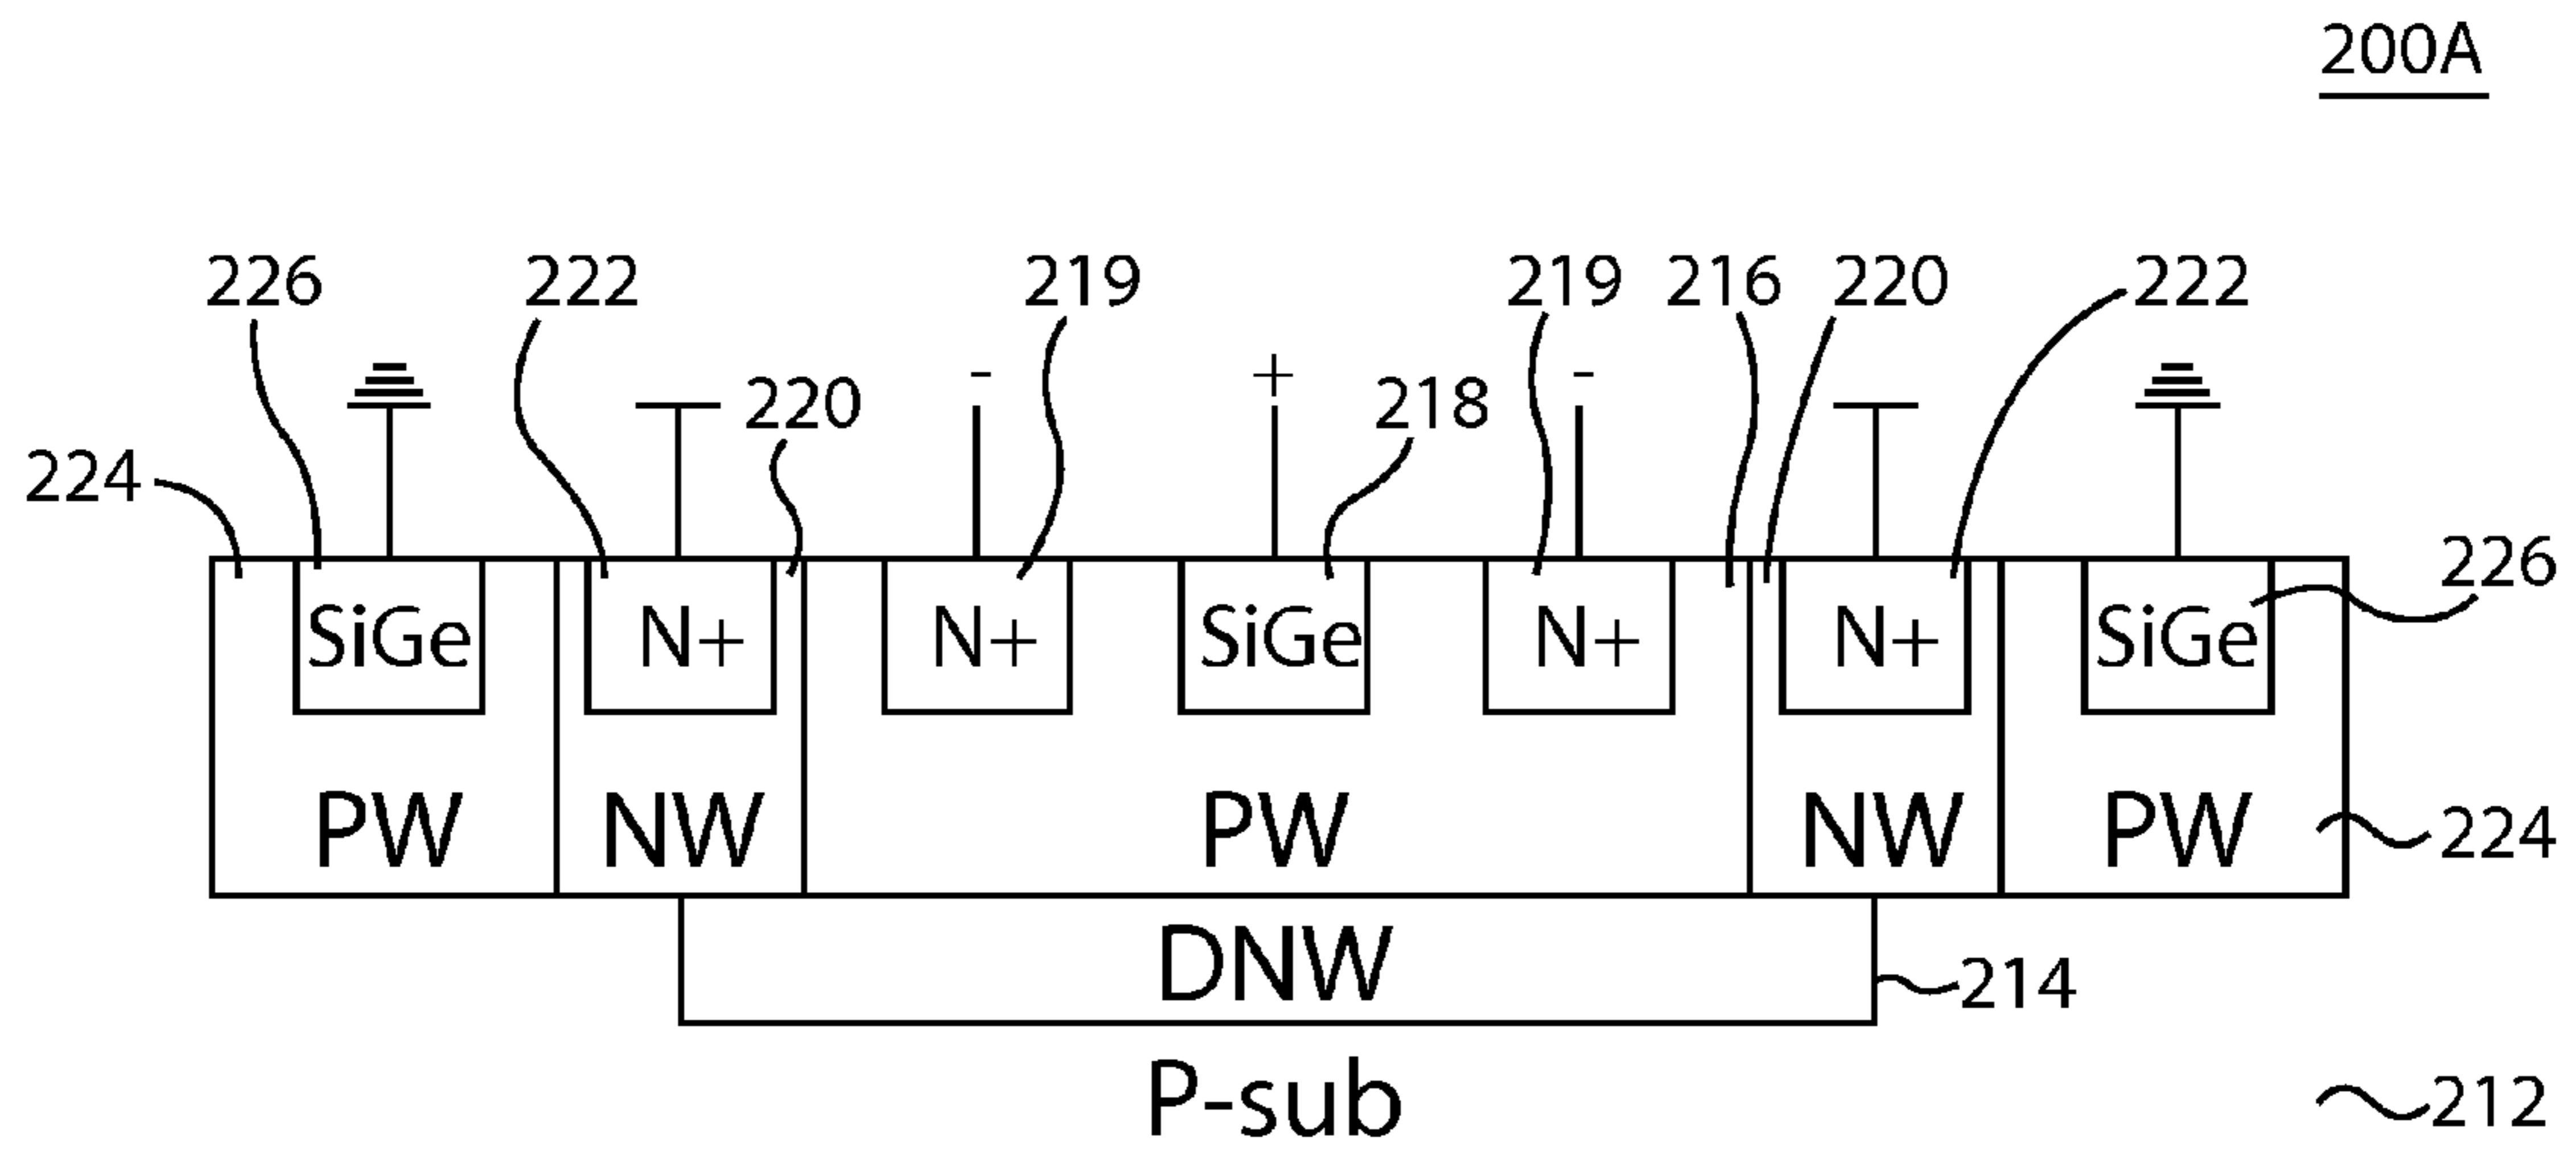 200A
226 222 219 219 216 220 222
- + -
220 218
224
226
SiGe N+ N+ SiGe N+ N+ SiGe
PW NW PW NW PW
224
DNW
214
P-sub
212